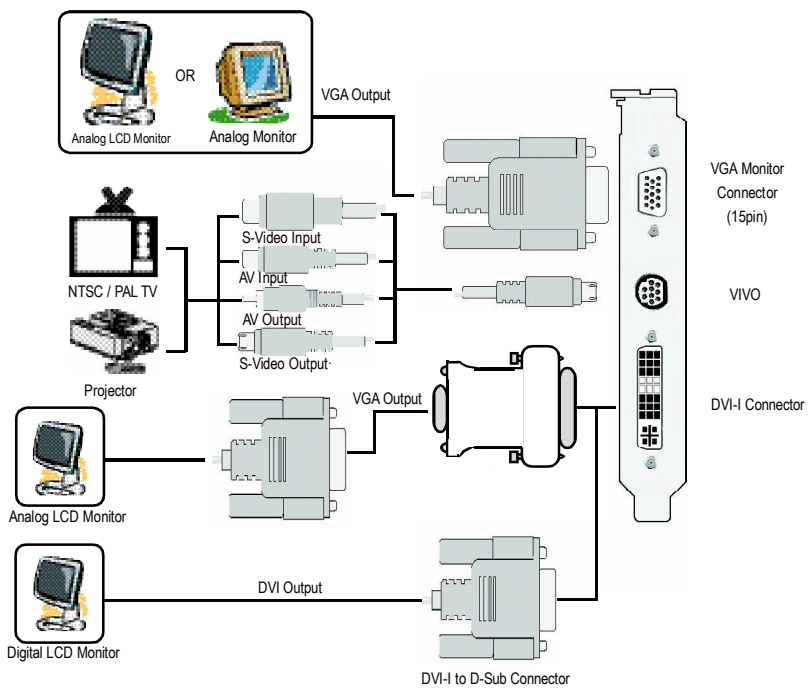 OR
Analog LCD Monitor
Analog Monitor
VGA Output
VGA Monitor
Connector
(15pin)
S-Video Input
AV Input
NTSC / PAL TV
AV Output
VIVO
S-Video Output
Projector
VGA Output
DVI-I Connector
Analog LCD Monitor
DVI Output
Digital LCD Monitor
DVI-I to D-Sub Connector